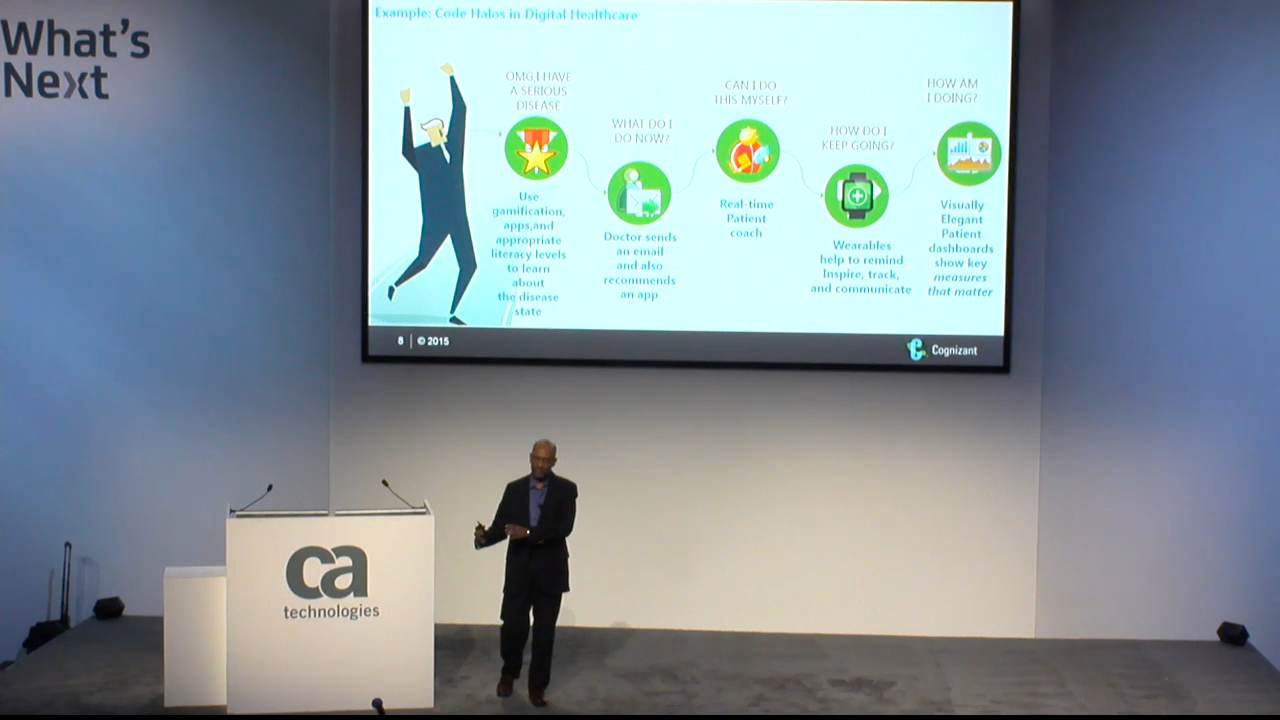 What's
Next
Example: Code Halos in Digital Healthcare
OMG,I HAVE
A SERIOUS
DISEASE
Use
gamification,
apps,and
appropriate
literacy levels
to learn
about
the disease
state
WHAT DO I
DO NOW?
Doctor sends
an email
and also
recommends
an app
CAN I DO
THIS MYSELF?
Real-time
Patient
coach
HOW DO I
KEEP GOING?
Wearables
help to remind
Inspire, track,
and communicate
HOW AM
I DOING?
Visually
Elegant
Patient
dashboards
show key
measures
that matter
8 © 2015
Cognizant
ca
technologies